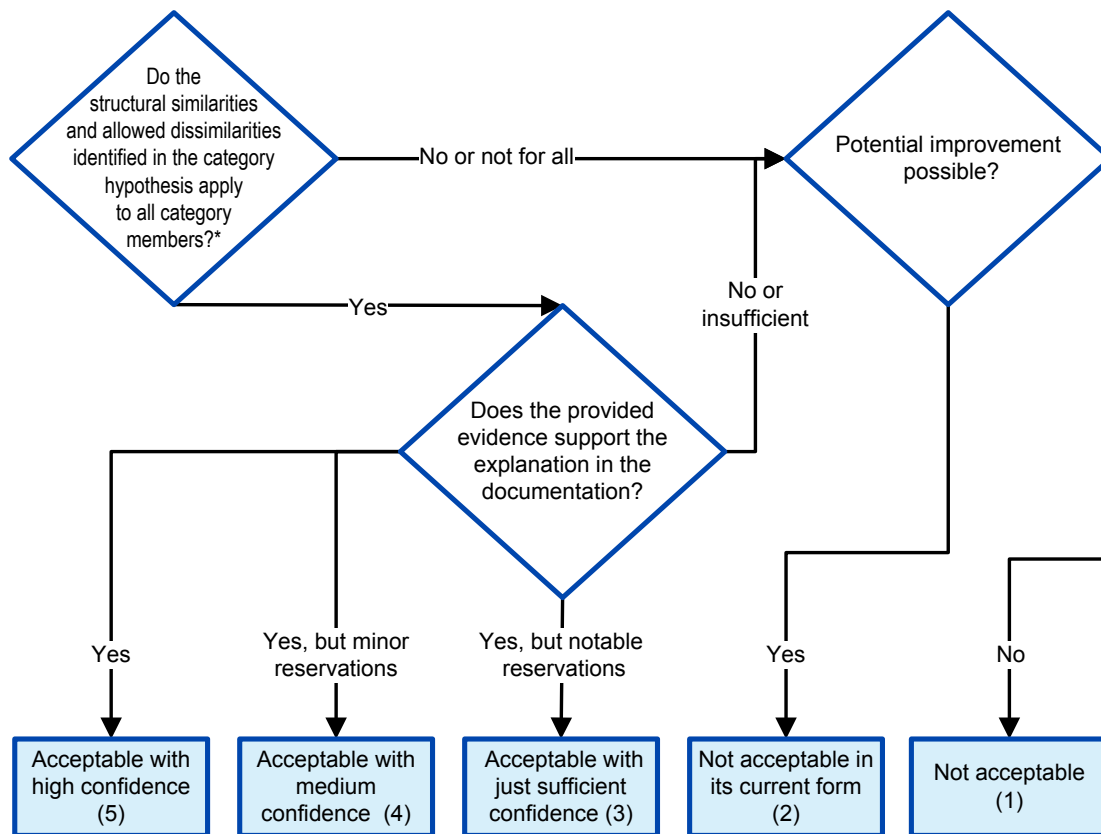 Do the
structural similarities
and allowed dissimilarities
identified in the category
hypothesis apply
to all category
members?*
No or not for all
Potential improvement
possible?
Yes
No or
insufficient
Does the provided
evidence support the
explanation in the
documentation?
Yes
Yes, but minor
reservations
Yes, but notable
reservations
Yes
No
Acceptable with
high confidence
(5)
Acceptable with
medium
confidence (4)
Acceptable with
just sufficient
confidence (3)
Not acceptable in
its current form
(2)
Not acceptable
(1)